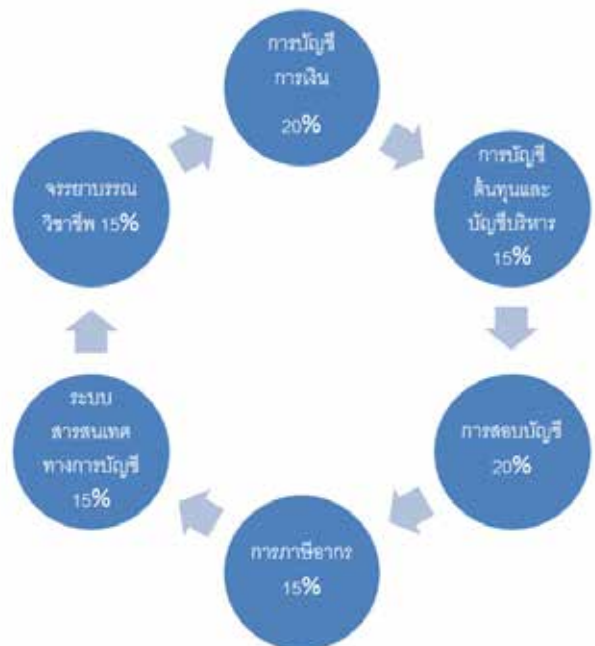 การบัญชี
การเงิน
20%
การบัญชี
ต้นทุนและ
บัญชีบริหาร
15%
การสอบบัญชี
20%
การภาษีอากร
15%
ระบบ
สารสนเทศ
ทางการบัญชี
15%
จรรยาบรรณ
วิชาชีพ 15%